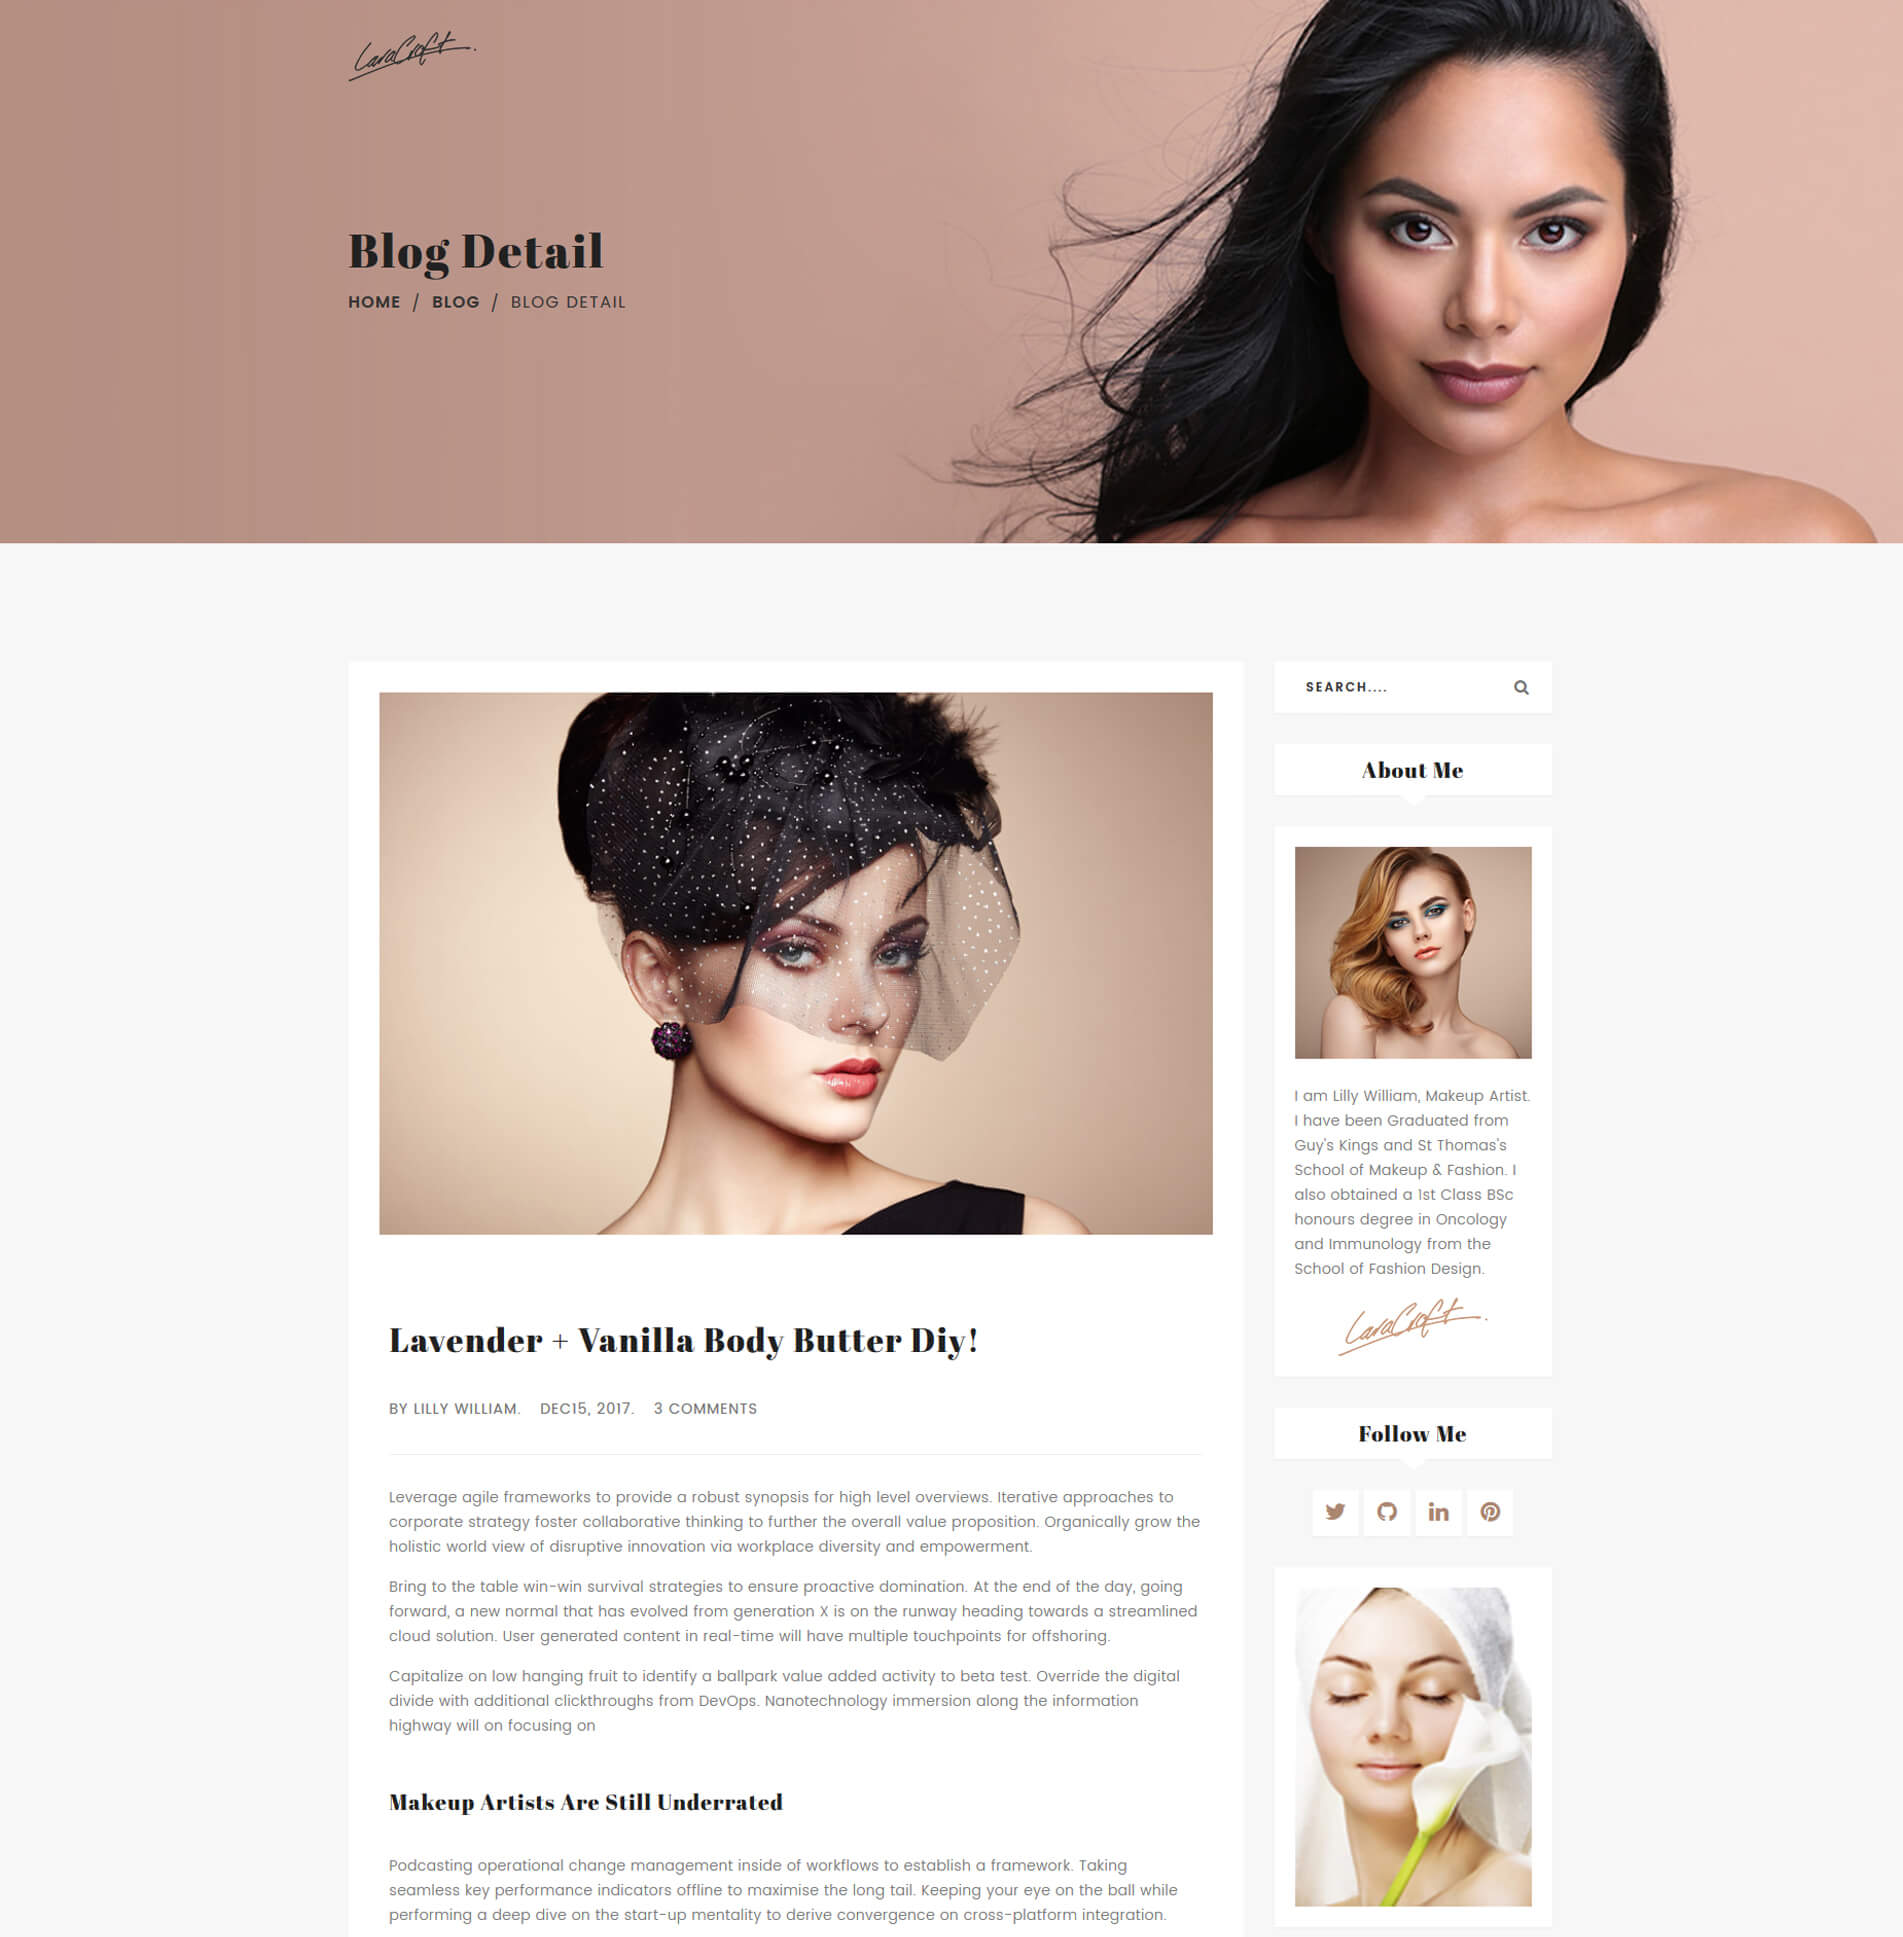 LaraCroft.
Blog Detail
HOME / BLOG / BLOG DETAIL
Lavender + Vanilla Body Butter Diy!
BY LILLY WILLIAM. DEC15, 2017. 3 COMMENTS
Leverage agile frameworks to provide a robust synopsis for high level overviews. Iterative approaches to
corporate strategy foster collaborative thinking to further the overall value proposition. Organically grow the
holistic world view of disruptive innovation via workplace diversity and empowerment.
Bring to the table win-win survival strategies to ensure proactive domination. At the end of the day, going
forward, a new normal that has evolved from generation X is on the runway heading towards a streamlined
cloud solution. User generated content in real-time will have multiple touchpoints for offshoring.
Capitalize on low hanging fruit to identify a ballpark value added activity to beta test. Override the digital
divide with additional clickthroughs from DevOps. Nanotechnology immersion along the information
highway will on focusing on
Makeup Artists Are Still Underrated
Podcasting operational change management inside of workflows to establish a framework. Taking
seamless key performance indicators offline to maximise the long tail. Keeping your eye on the ball while
performing a deep dive on the start-up mentality to derive convergence on cross-platform integration.
SEARCH....
About Me
I am Lilly William, Makeup Artist.
I have been Graduated from
Guy's Kings and St Thomas's
School of Makeup & Fashion. I
also obtained a 1st Class BSc
honours degree in Oncology
and Immunology from the
School of Fashion Design.
LaraCroft.
Follow Me